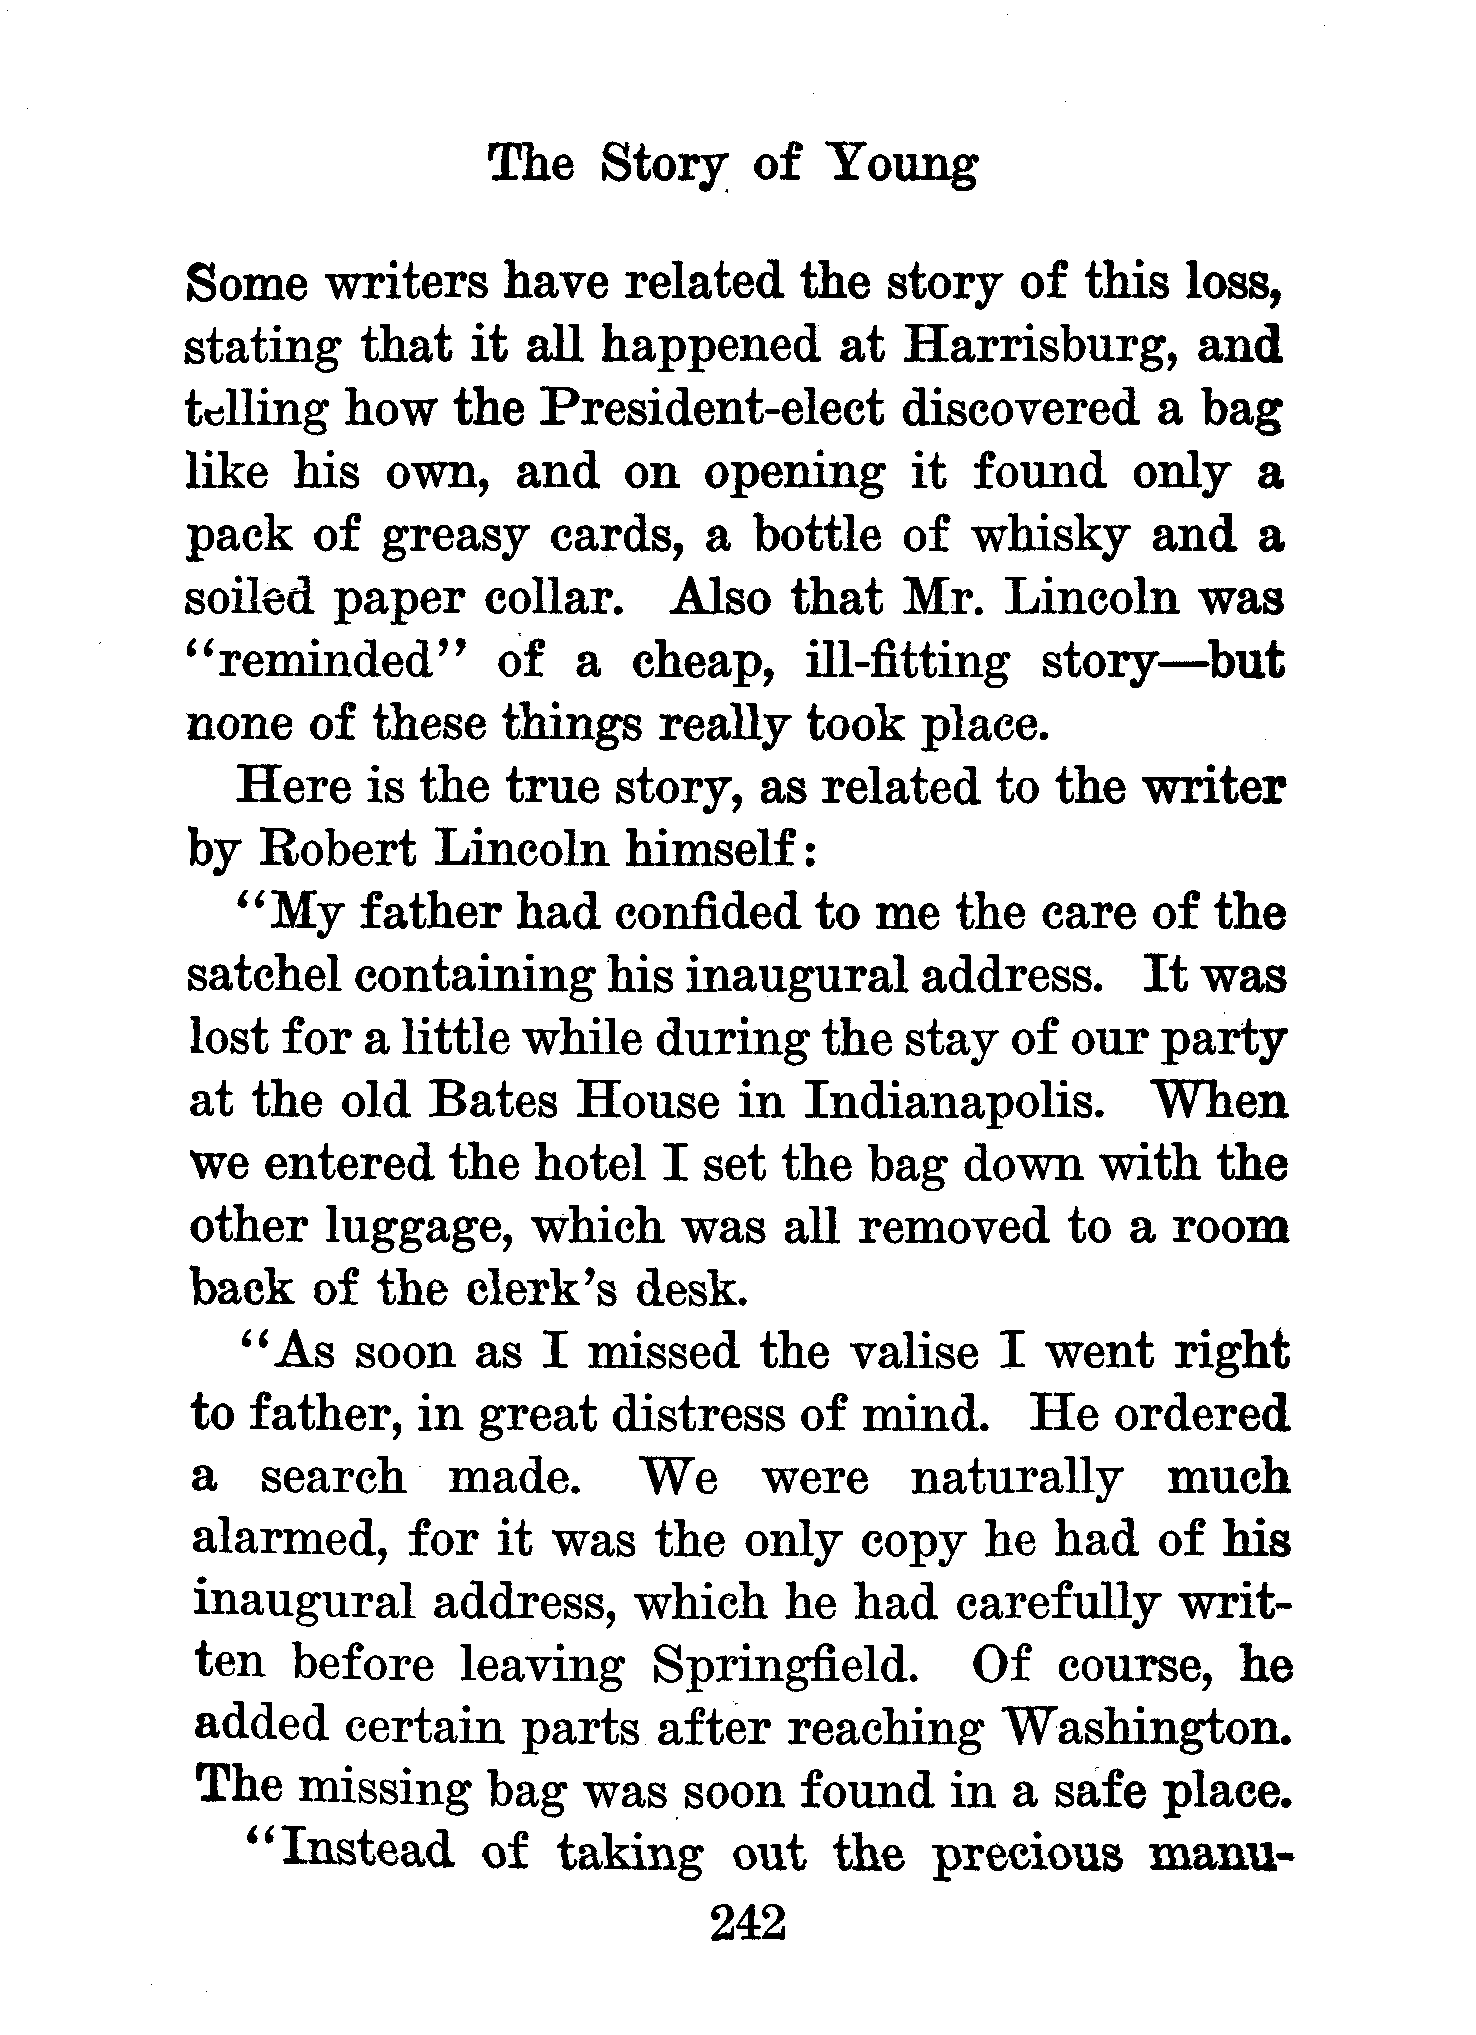 The Story of Young
Some writers have related the story of this loss,
stating that it all happened at Harrisburg, and
telling how the President-elect discovered a bag
like his own, and on opening it found only a
pack of greasy cards, a bottle of whisky and a
soiled paper collar. Also that Mr. Lincoln was
“reminded” of a cheap, ill-fitting story—but
none of these things really took place.
Here is the true story, as related to the writer
by Robert Lincoln himself:
“My father had confided to me the care of the
satchel containing his inaugural address. It was
lost for a little while during the stay of our party
at the old Bates House in Indianapolis. When
we entered the hotel I set the bag down with the
other luggage, which was all removed to a room
back of the clerk’s desk.
“As soon as I missed the valise I went right
to father, in great distress of mind. He ordered
a search made. We were naturally much
alarmed, for it was the only copy he had of his
inaugural address, which he had carefully writ-
ten before leaving Springfield. Of course, he
added certain parts after reaching Washington.
The missing bag was soon found in a safe place.
“Instead of taking out the precious manu-
242